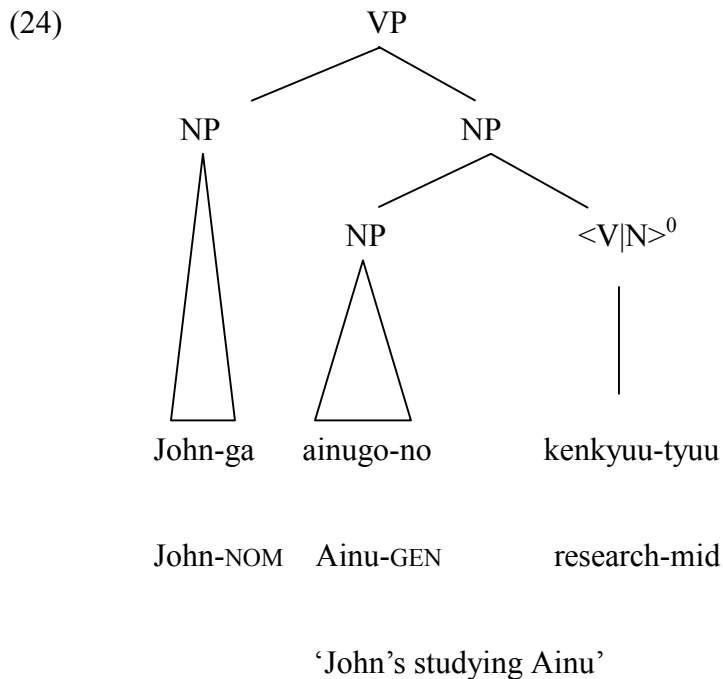 (24) VP
NP NP
NP <V|N>⁰
John-ga ainugo-no kenkyuu-tyuu
John-NOM Ainu-GEN research-mid
‘John’s studying Ainu’